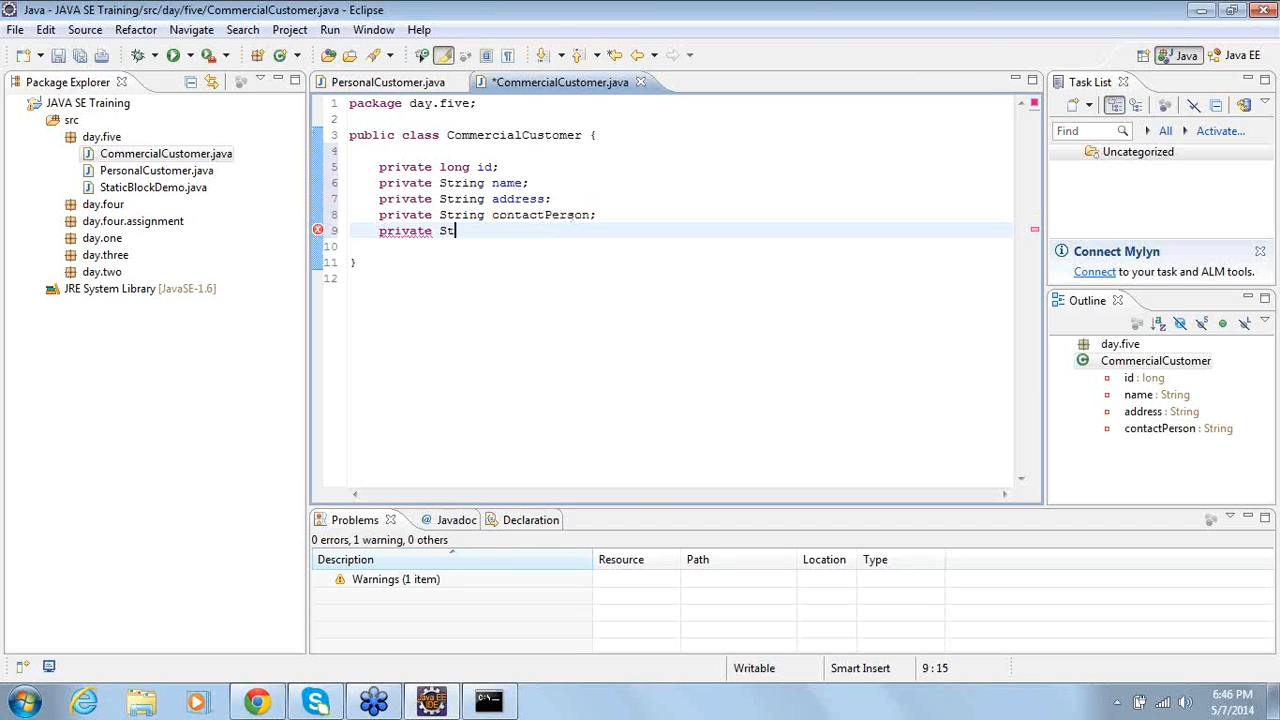 Java - JAVA SE Training/src/day/five/CommercialCustomer.java - Eclipse
File Edit Source Refactor Navigate Search Project Run Window Help
Java Java EE
Package Explorer
JAVA SE Training
src
day.five
CommercialCustomer.java
PersonalCustomer.java
StaticBlockDemo.java
day.four
day.four.assignment
day.one
day.three
day.two
JRE System Library [JavaSE-1.6]
PersonalCustomer.java *CommercialCustomer.java
1 package day.five;
2
3 public class CommercialCustomer {
4
5 private long id;
6 private String name;
7 private String address;
8 private String contactPerson;
9 private St
10
11 }
12
Task List
Find All Activate...
Uncategorized
Connect Mylyn
Connect to your task and ALM tools.
Outline
day.five
CommercialCustomer
id : long
name : String
address : String
contactPerson : String
Problems @ Javadoc Declaration
0 errors, 1 warning, 0 others
Description Resource Path Location Type
Warnings (1 item)
Writable Smart Insert 9 : 15
Java EE
IDE
6:46 PM
5/7/2014